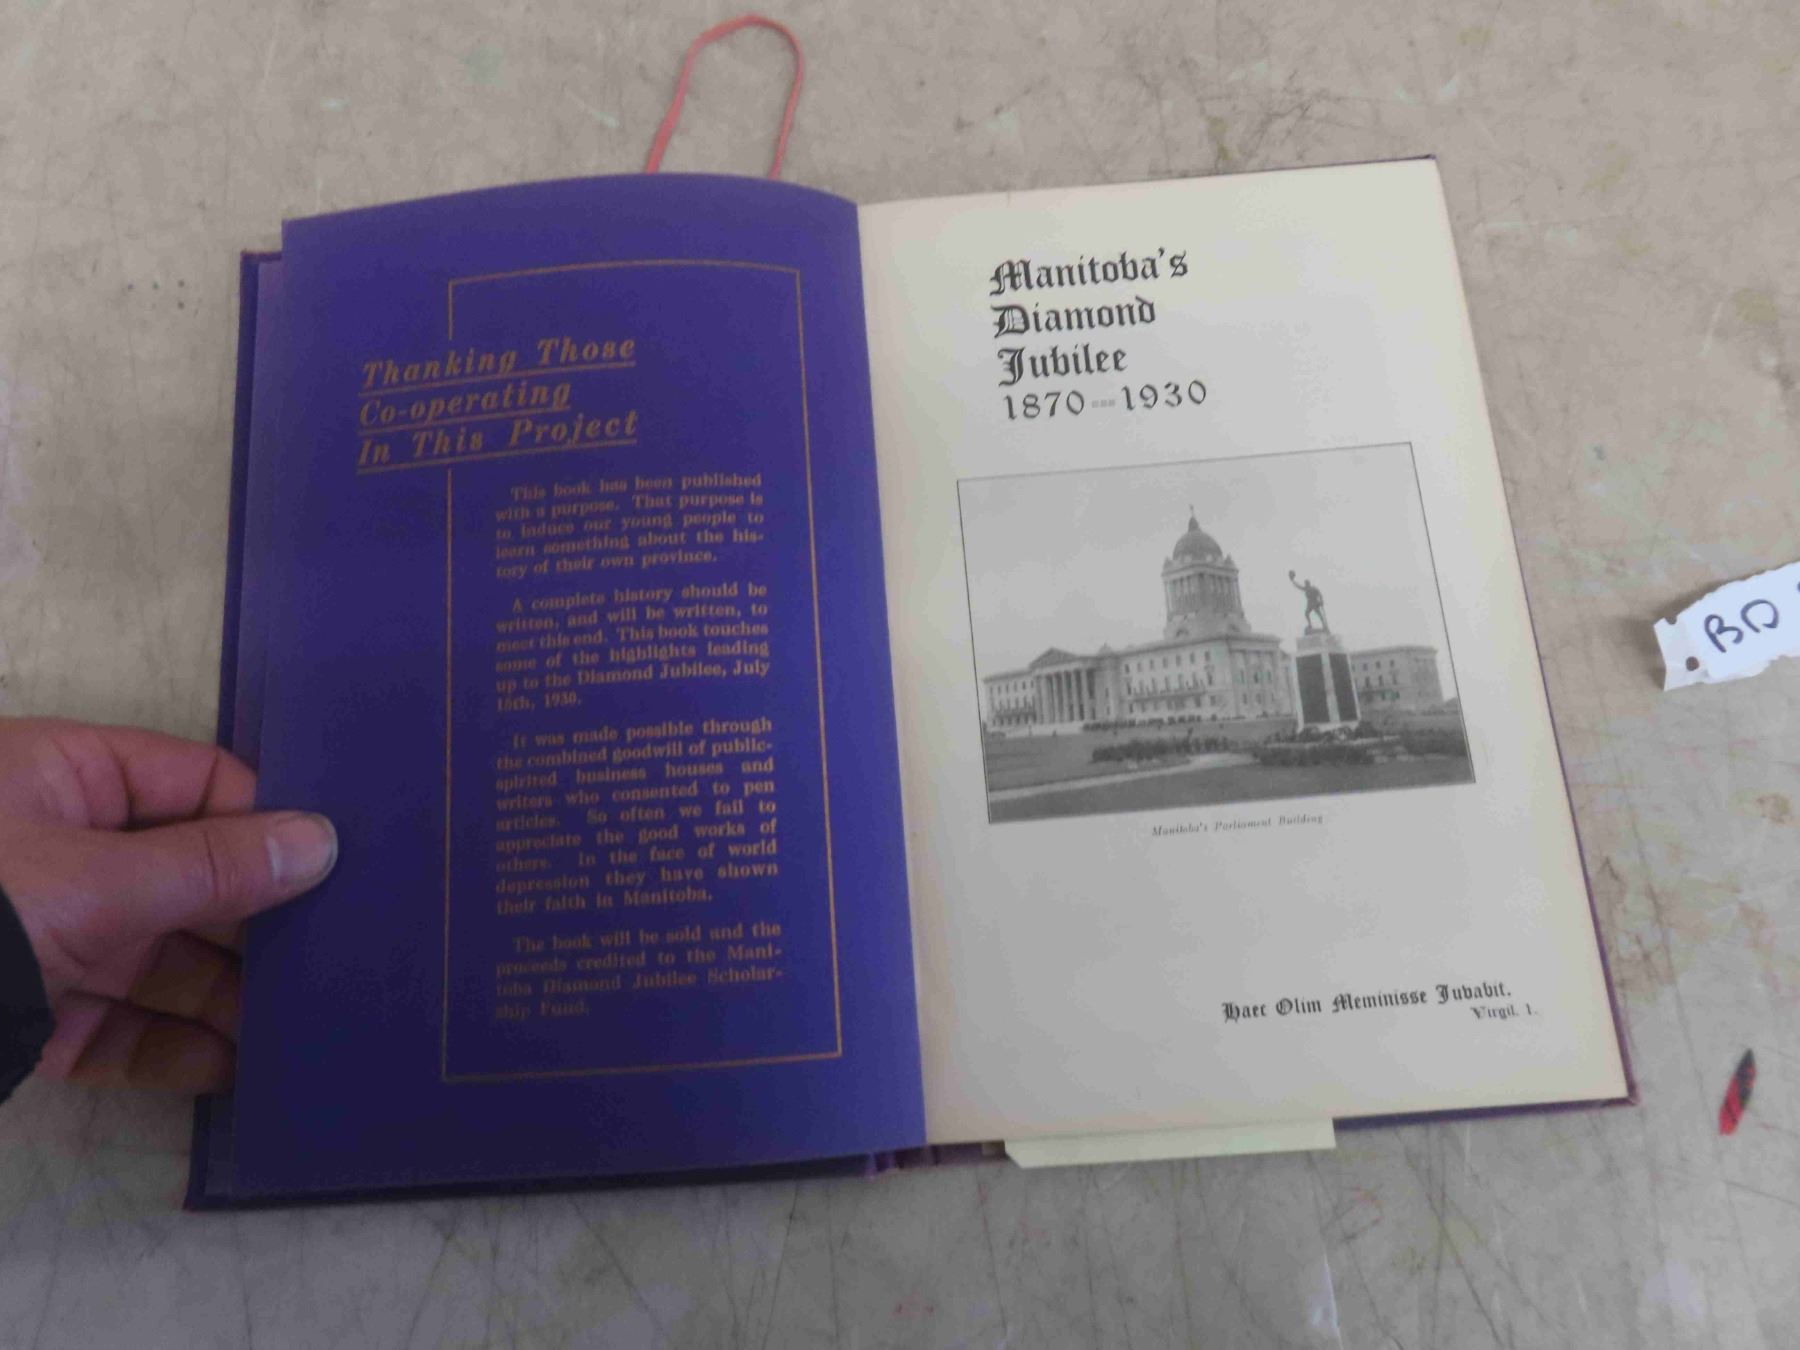 Thanking Those
Co-operating
In This Project
This book has been published
with a purpose. That purpose is
to induce our young people to
learn something about the his-
tory of their own province.
A complete history should be
written, and will be written, to
meet this end. This book touches
some of the highlights leading
up to the Diamond Jubilee, July
15th, 1930.
It was made possible through
the combined goodwill of public-
spirited business houses and
writers who consented to pen
articles. So often we fail to
appreciate the good works of
others. In the face of world
depression they have shown
their faith in Manitoba.
The book will be sold and the
proceeds credited to the Mani-
toba Diamond Jubilee Scholar-
ship Fund.
Manitoba's
Diamond
Jubilee
1870---1930
Manitoba's Parliament Building
Haec Olim Meminisse Juvabit.
Virgil. 1.
BD